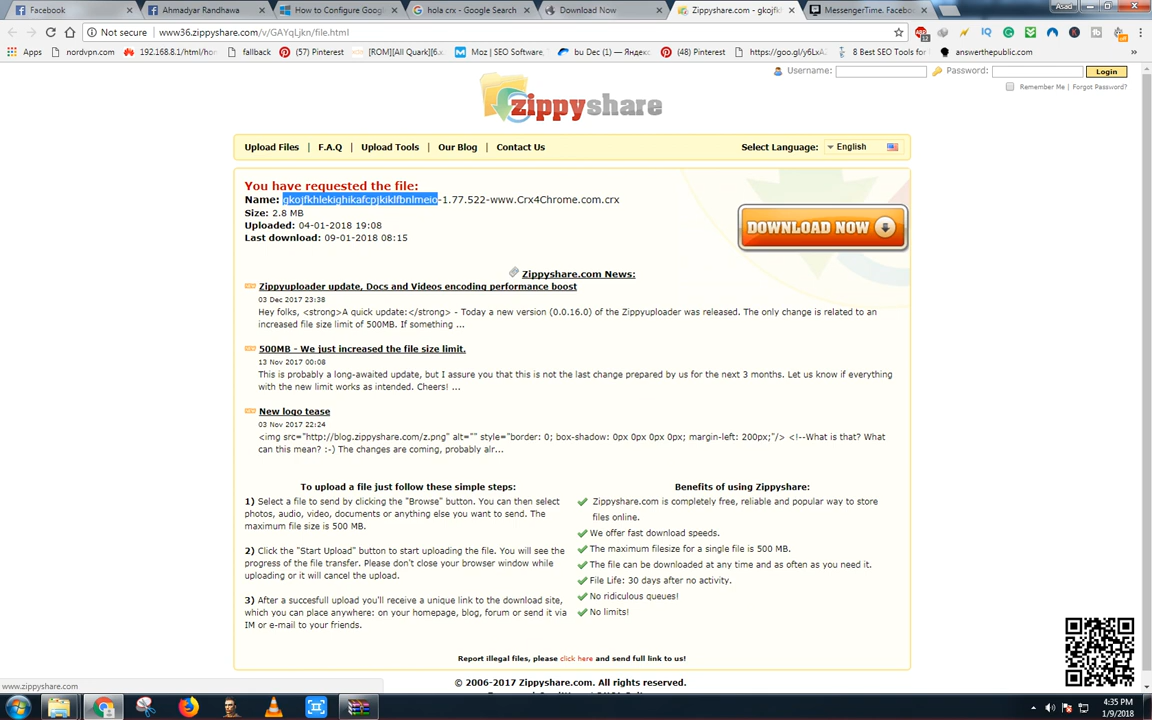 Facebook
Ahmadyar Randhawa
How to Configure Goog
hola crx - Google Search
Download Now
Zippyshare.com - gkojf
MessengerTime. Facebo
Asad
Not secure
www36.zippyshare.com/v/GAYqLjkn/file.html
Apps
nordvpn.com
192.168.8.1/html/ho
fallback
(57) Pinterest
[ROM][All Quark][6.x
Moz | SEO Software,
bu Dec (1) — Яндекс
(48) Pinterest
https://goo.gl/y6LxA
8 Best SEO Tools for
answerthepublic.com
Username:
Password:
Login
Remember Me | Forgot Password?
zippyshare
Upload Files | F.A.Q | Upload Tools | Our Blog | Contact Us
Select Language: English
You have requested the file:
Name: gkojfkhlekighikafcpjkiklfbnlmeio-1.77.522-www.Crx4Chrome.com.crx
Size: 2.8 MB
Uploaded: 04-01-2018 19:08
Last download: 09-01-2018 08:15
DOWNLOAD NOW
Zippyshare.com News:
Zippyuploader update, Docs and Videos encoding performance boost
03 Dec 2017 23:38
Hey folks, <strong>A quick update:</strong> - Today a new version (0.0.16.0) of the Zippyuploader was released. The only change is related to an
increased file size limit of 500MB. If something ...
500MB - We just increased the file size limit.
13 Nov 2017 00:08
This is probably a long-awaited update, but I assure you that this is not the last change prepared by us for the next 3 months. Let us know if everything
with the new limit works as intended. Cheers! ...
New logo tease
03 Nov 2017 22:24
<img src="http://blog.zippyshare.com/z.png" alt="" style="border: 0; box-shadow: 0px 0px 0px 0px; margin-left: 200px;"/> <!--What is that? What
can this mean? :-) The changes are coming, probably alr...
To upload a file just follow these simple steps:
1) Select a file to send by clicking the "Browse" button. You can then select
photos, audio, video, documents or anything else you want to send. The
maximum file size is 500 MB.
2) Click the "Start Upload" button to start uploading the file. You will see the
progress of the file transfer. Please don't close your browser window while
uploading or it will cancel the upload.
3) After a succesfull upload you'll receive a unique link to the download site,
which you can place anywhere: on your homepage, blog, forum or send it via
IM or e-mail to your friends.
Benefits of using Zippyshare:
Zippyshare.com is completely free, reliable and popular way to store
files online.
We offer fast download speeds.
The maximum filesize for a single file is 500 MB.
The file can be downloaded at any time and as often as you need it.
File Life: 30 days after no activity.
No ridiculous queues!
No limits!
Report illegal files, please click here and send full link to us!
© 2006-2017 Zippyshare.com. All rights reserved.
www.zippyshare.com
4:35 PM
1/9/2018